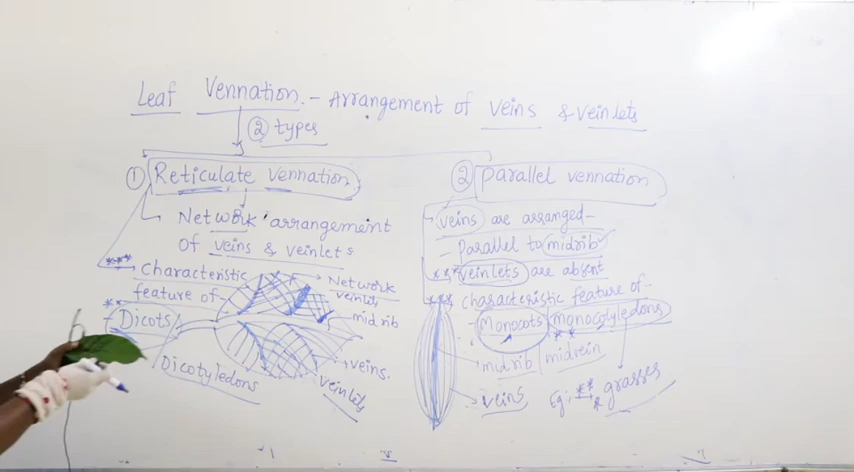 Leaf Vennation - Arrangement of veins & veinlets
② types
① Reticulate vennation
Network arrangement
of veins & veinlets
*** characteristic
feature of-
** - Dicots
Dicotyledons
Network
veinlets
midrib
veins.
veinlets
② parallel vennation
veins are arranged-
- parallel to midrib
*** veinlets are absent
*** characteristic feature of-
- Monocots monocotyledons
**
midrib midvein
veins
Eg; *** grasses